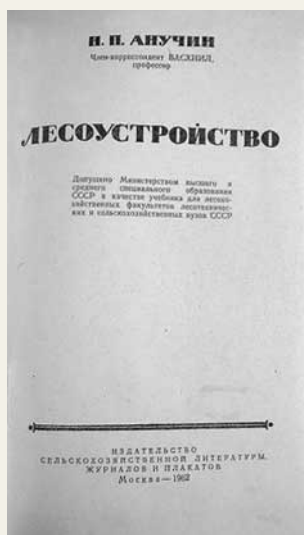 Н. П. АНУЧИН
Член-корреспондент ВАСХНИЛ,
профессор
ЛЕСОУСТРОЙСТВО
Допущено Министерством высшего и
среднего специального образования
СССР в качестве учебника для лесохо-
зяйственных факультетов лесотехничес-
ких и сельскохозяйственных вузов СССР
ИЗДАТЕЛЬСТВО
СЕЛЬСКОХОЗЯЙСТВЕННОЙ ЛИТЕРАТУРЫ,
ЖУРНАЛОВ И ПЛАКАТОВ
Москва — 1962